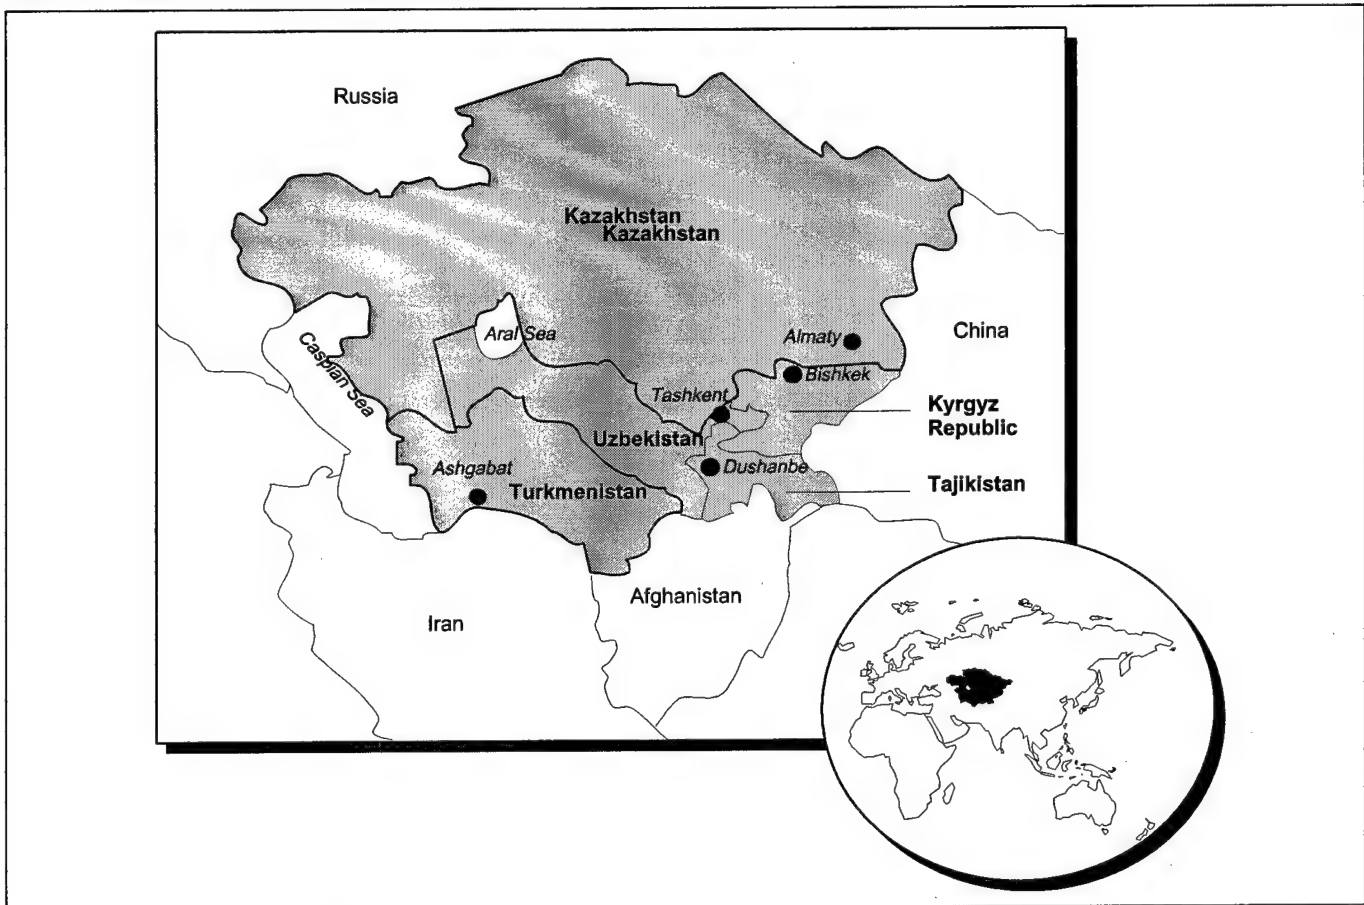 Russia
Kazakhstan
Kazakhstan
Aral Sea
Caspian Sea
Almaty
China
Bishkek
Tashkent
Kyrgyz
Republic
Uzbekistan
Ashgabat
Dushanbe
Turkmenistan
Tajikistan
Afghanistan
Iran